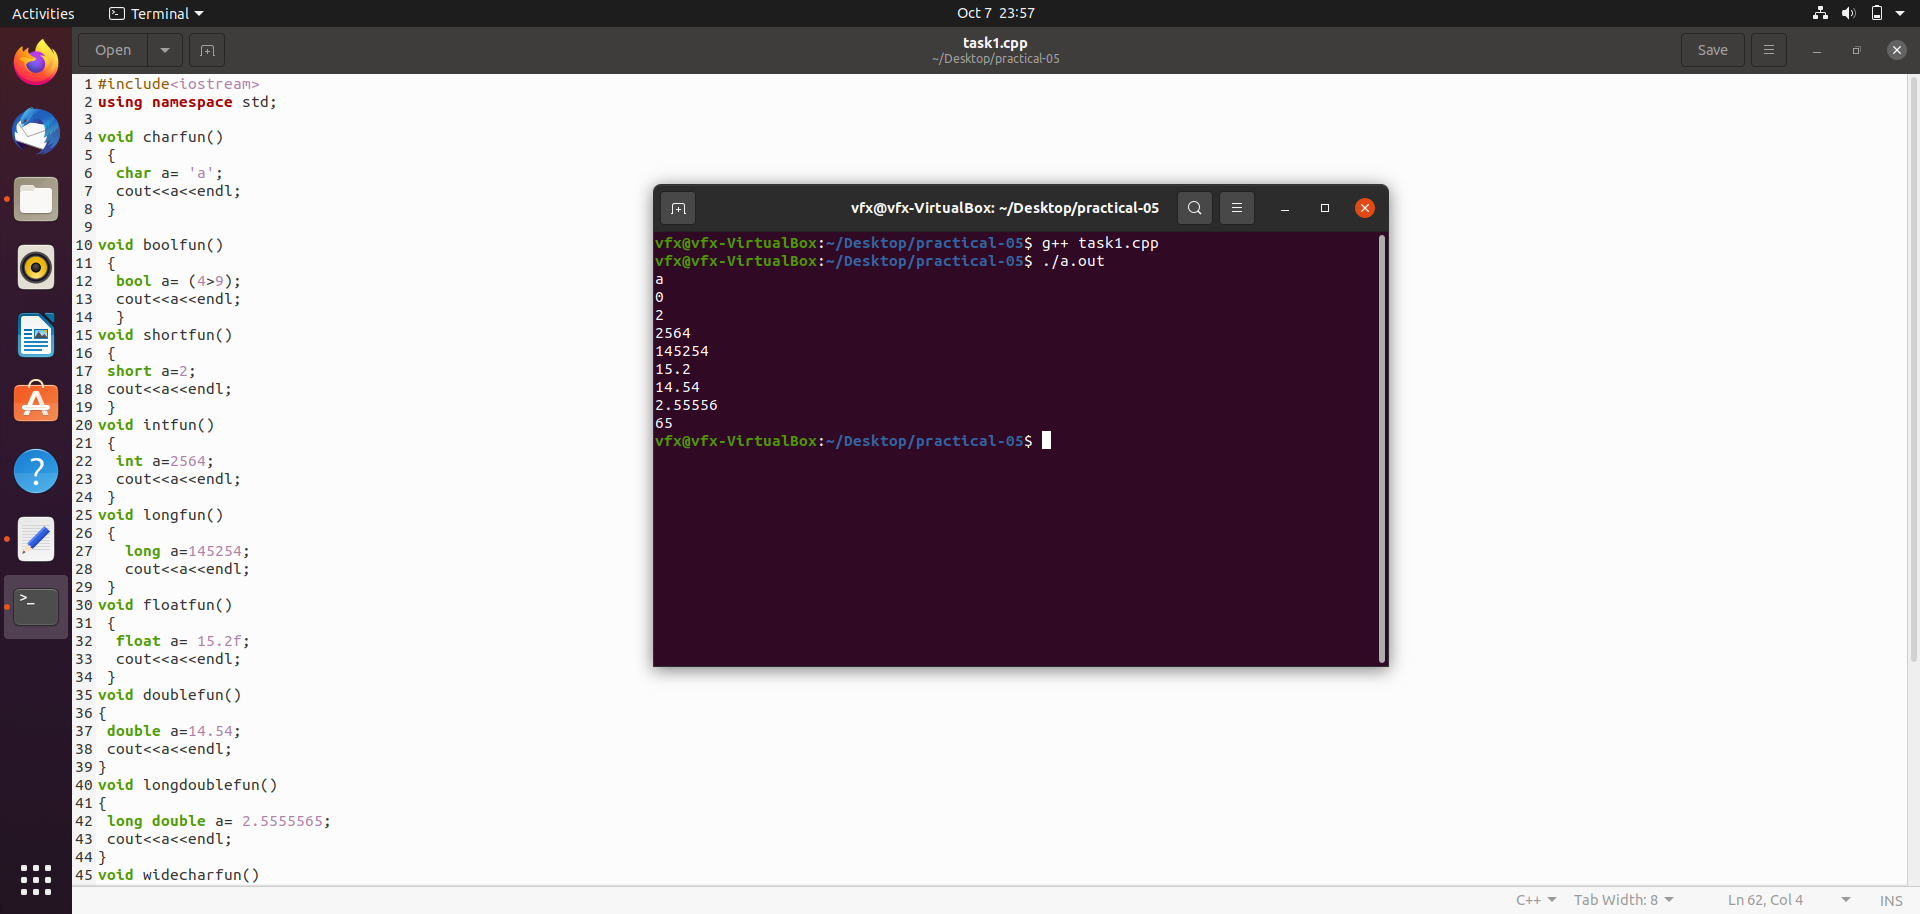 Activities
Terminal
Oct 7 23:57
Open
task1.cpp
~/Desktop/practical-05
Save
1 #include<iostream>
2 using namespace std;
3
4 void charfun()
5  {
6   char a= 'a';
7   cout<<a<<endl;
8  }
9
10 void boolfun()
11  {
12   bool a= (4>9);
13   cout<<a<<endl;
14   }
15 void shortfun()
16  {
17  short a=2;
18  cout<<a<<endl;
19  }
20 void intfun()
21  {
22   int a=2564;
23   cout<<a<<endl;
24  }
25 void longfun()
26  {
27    long a=145254;
28    cout<<a<<endl;
29  }
30 void floatfun()
31  {
32   float a= 15.2f;
33   cout<<a<<endl;
34  }
35 void doublefun()
36 {
37  double a=14.54;
38  cout<<a<<endl;
39 }
40 void longdoublefun()
41 {
42  long double a= 2.5555565;
43  cout<<a<<endl;
44 }
45 void widecharfun()
vfx@vfx-VirtualBox: ~/Desktop/practical-05
vfx@vfx-VirtualBox:~/Desktop/practical-05$ g++ task1.cpp
vfx@vfx-VirtualBox:~/Desktop/practical-05$ ./a.out
a
0
2
2564
145254
15.2
14.54
2.55556
65
vfx@vfx-VirtualBox:~/Desktop/practical-05$
C++
Tab Width: 8
Ln 62, Col 4
INS